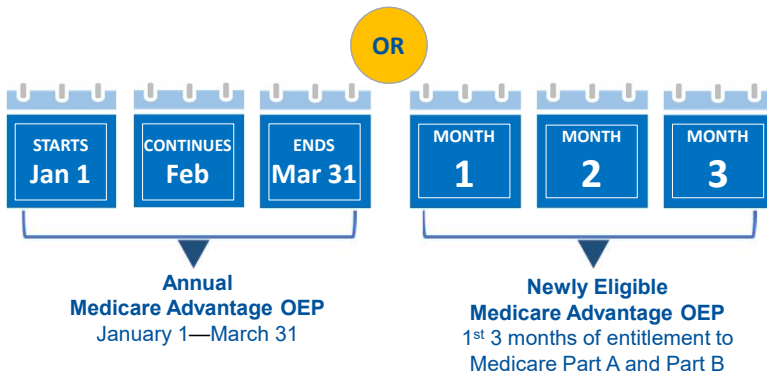 OR
STARTS
Jan 1
CONTINUES
Feb
ENDS
Mar 31
MONTH
1
MONTH
2
MONTH
3
Annual
Medicare Advantage OEP
January 1—March 31
Newly Eligible
Medicare Advantage OEP
1st 3 months of entitlement to
Medicare Part A and Part B